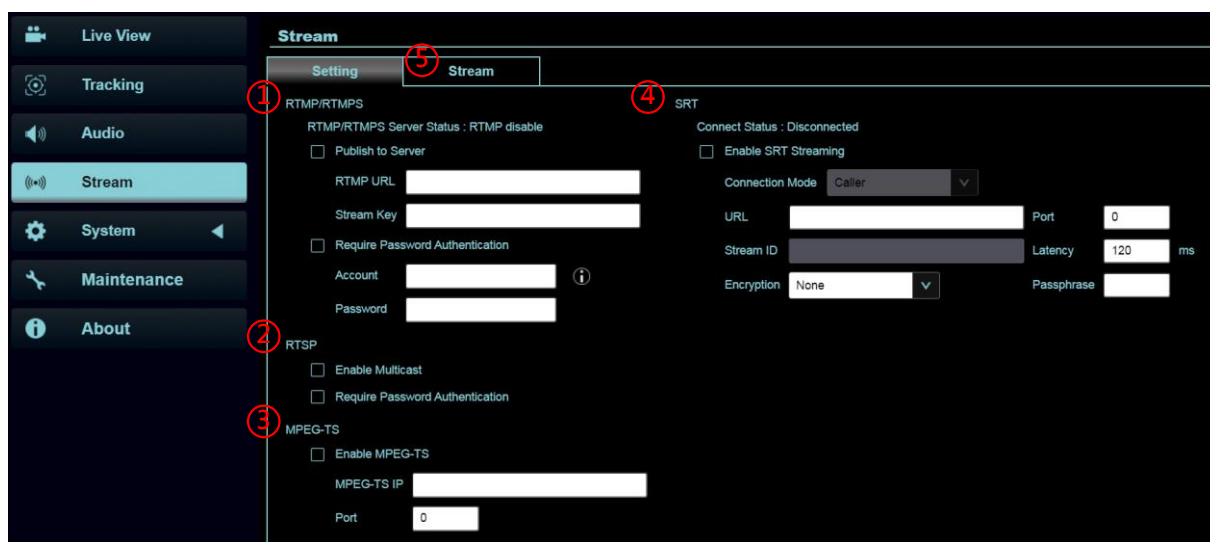 Live View
Tracking
Audio
Stream
System
Maintenance
About
Stream
Setting
⑤
Stream
①
RTMP/RTMPS
RTMP/RTMPS Server Status : RTMP disable
Publish to Server
RTMP URL
Stream Key
Require Password Authentication
Account
Password
②
RTSP
Enable Multicast
Require Password Authentication
③
MPEG-TS
Enable MPEG-TS
MPEG-TS IP
Port 0
④
SRT
Connect Status : Disconnected
Enable SRT Streaming
Connection Mode Caller
URL Port 0
Stream ID Latency 120 ms
Encryption None Passphrase